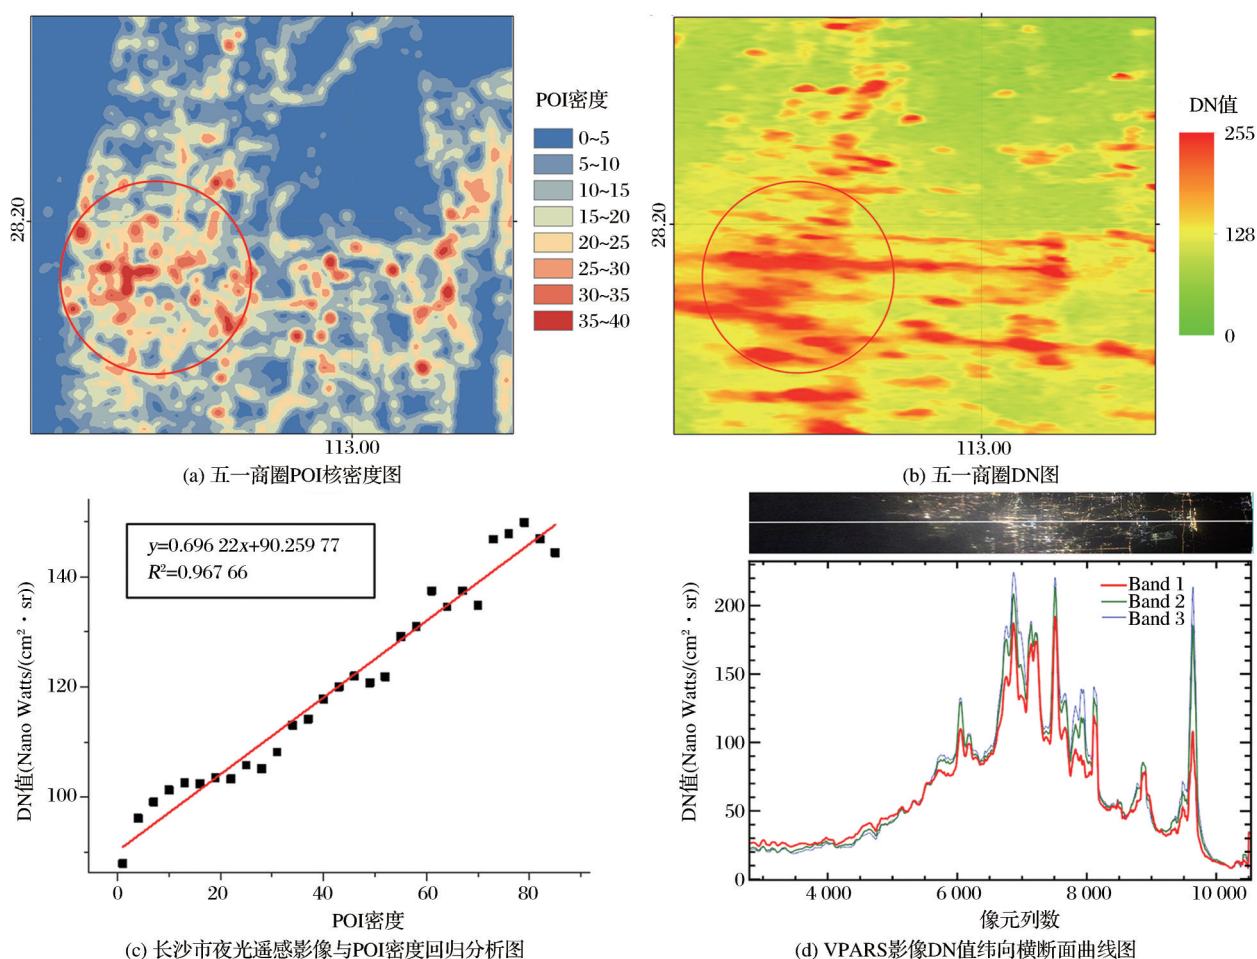 POI密度
0~5
5~10
10~15
15~20
20~25
25~30
30~35
35~40
28.20
113.00
(a) 五一商圈POI核密度图
DN值
255
128
0
28.20
113.00
(b) 五一商圈DN图
y=0.696 22x+90.259 77
R²=0.967 66
140
120
100
0
20
40
60
80
DN值(Nano Watts/(cm²·sr))
POI密度
(c) 长沙市夜光遥感影像与POI密度回归分析图
Band 1
Band 2
Band 3
200
150
100
50
0
4 000
6 000
8 000
10 000
DN值(Nano Watts/(cm²·sr))
像元列数
(d) VPARS影像DN值纬向横断面曲线图